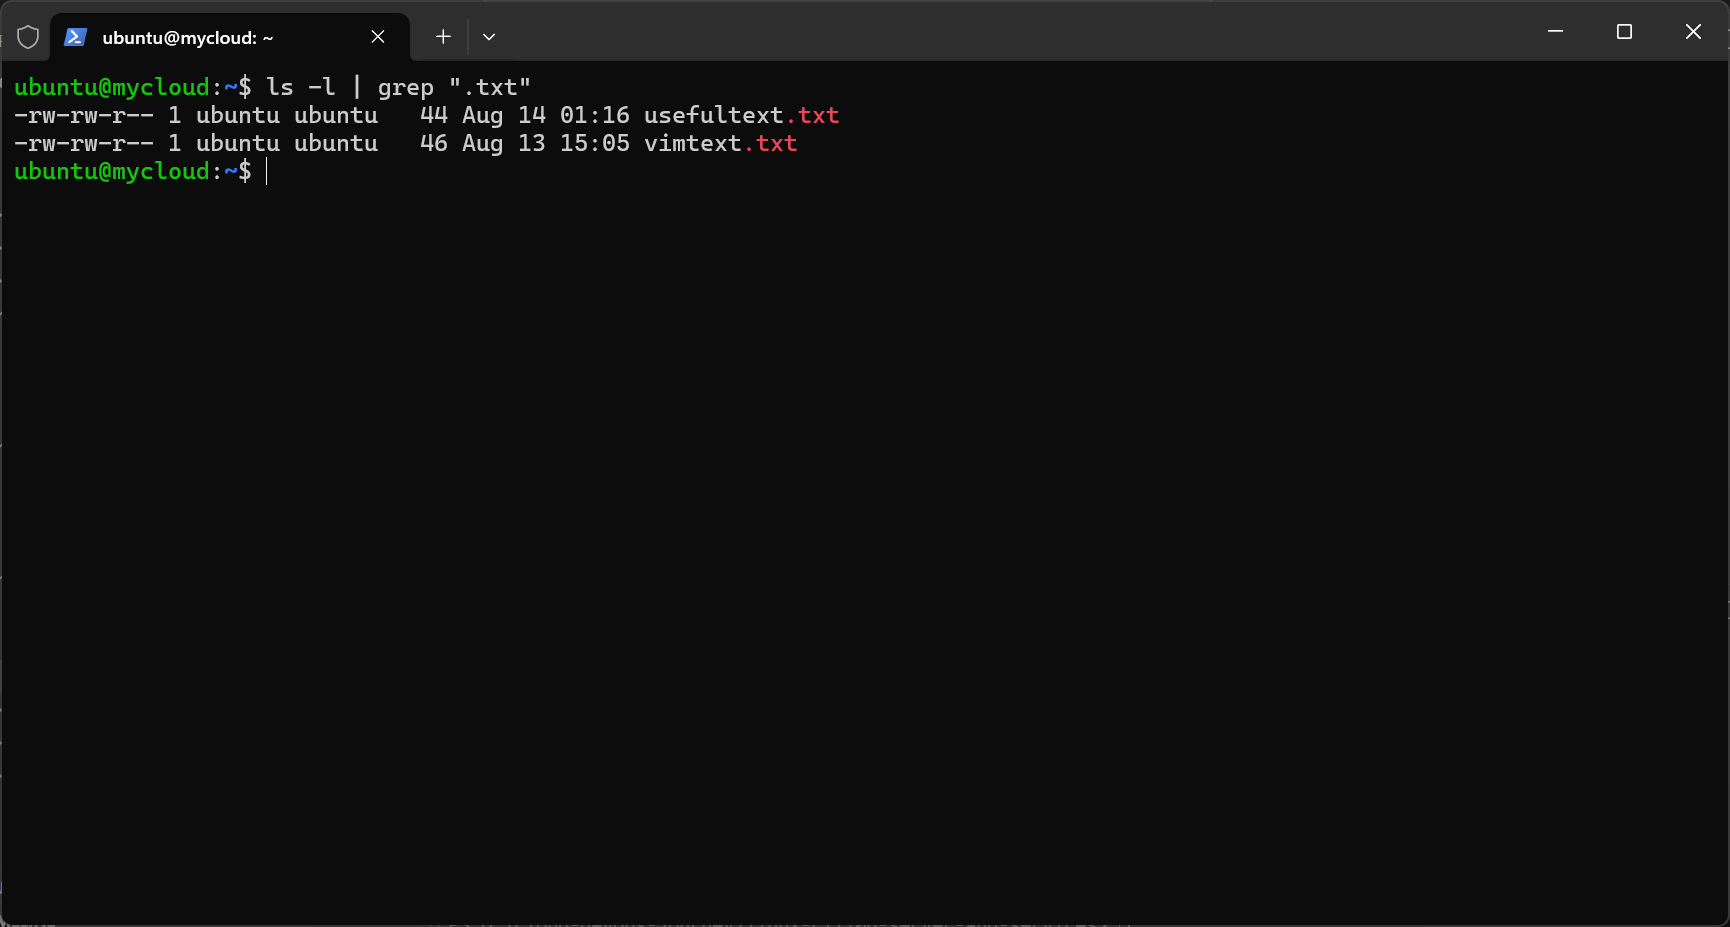 ubuntu@mycloud: ~
ubuntu@mycloud:~$ ls -l | grep ".txt"
-rw-rw-r-- 1 ubuntu ubuntu   44 Aug 14 01:16 usefultext.txt
-rw-rw-r-- 1 ubuntu ubuntu   46 Aug 13 15:05 vimtext.txt
ubuntu@mycloud:~$